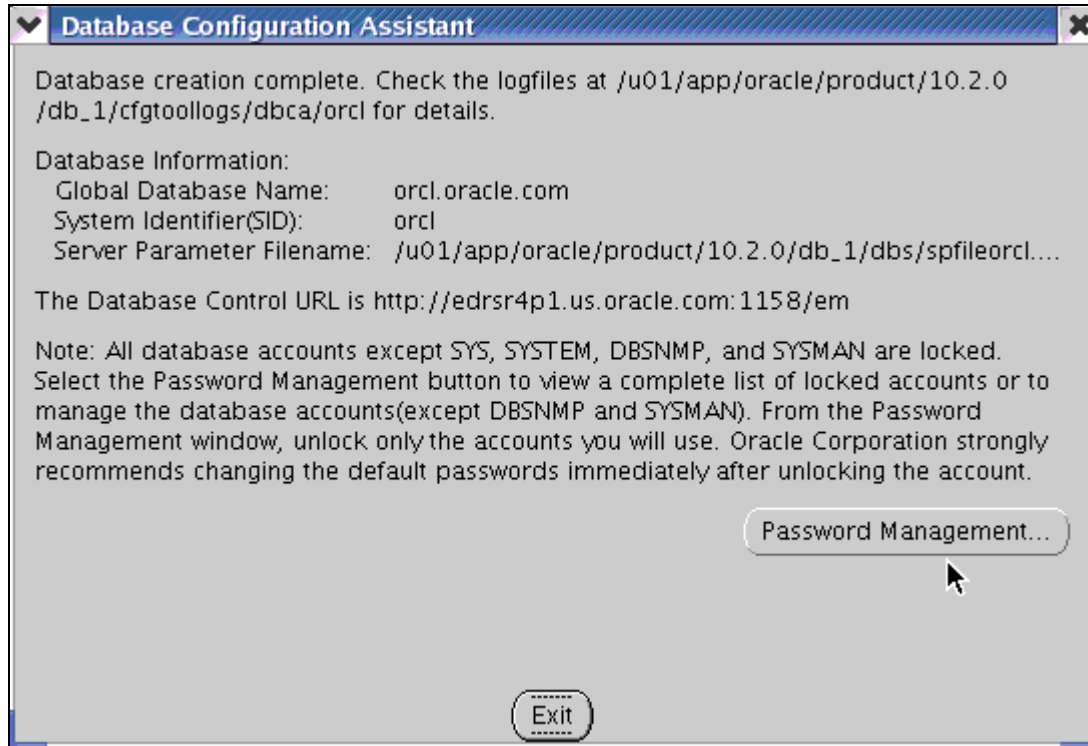 Database Configuration Assistant
Database creation complete. Check the logfiles at /u01/app/oracle/product/10.2.0
/db_1/cfgtoollogs/dbca/orcl for details.
Database Information:
Global Database Name: orcl.oracle.com
System Identifier(SID): orcl
Server Parameter Filename: /u01/app/oracle/product/10.2.0/db_1/dbs/spfileorcl....
The Database Control URL is http://edrsr4p1.us.oracle.com:1158/em
Note: All database accounts except SYS, SYSTEM, DBSNMP, and SYSMAN are locked.
Select the Password Management button to view a complete list of locked accounts or to
manage the database accounts(except DBSNMP and SYSMAN). From the Password
Management window, unlock only the accounts you will use. Oracle Corporation strongly
recommends changing the default passwords immediately after unlocking the account.
Password Management...
Exit